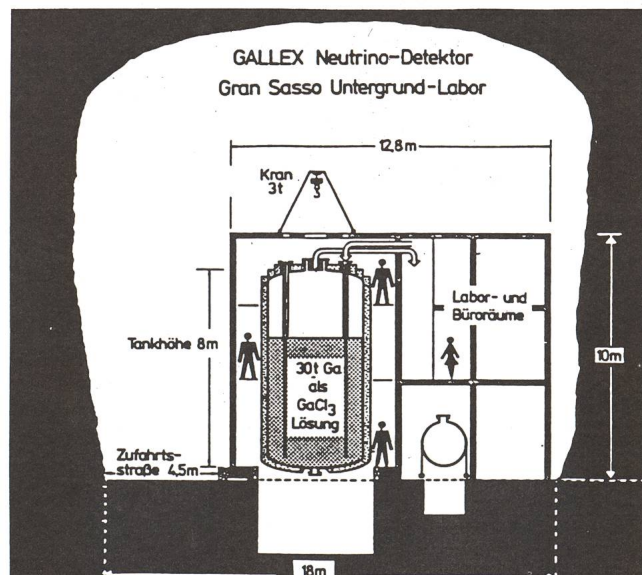 GALLEX Neutrino-Detektor
Gran Sasso Untergrund-Labor
12,8m
Kran
3t
Labor- und
Büroräume
Tankhöhe 8m
10m
30t Ga
als
GaCl3
Lösung
Zufahrts-
straße 4,5m
18m